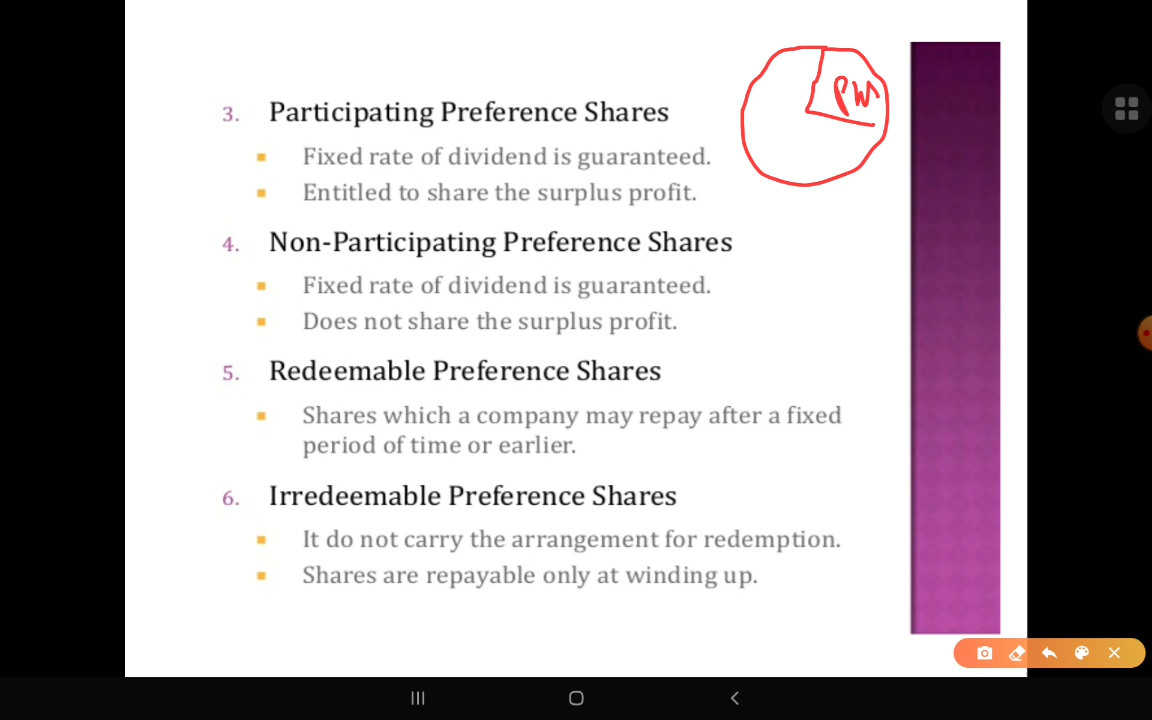 3. Participating Preference Shares
Fixed rate of dividend is guaranteed.
Entitled to share the surplus profit.
4. Non-Participating Preference Shares
Fixed rate of dividend is guaranteed.
Does not share the surplus profit.
5. Redeemable Preference Shares
Shares which a company may repay after a fixed
period of time or earlier.
6. Irredeemable Preference Shares
It do not carry the arrangement for redemption.
Shares are repayable only at winding up.